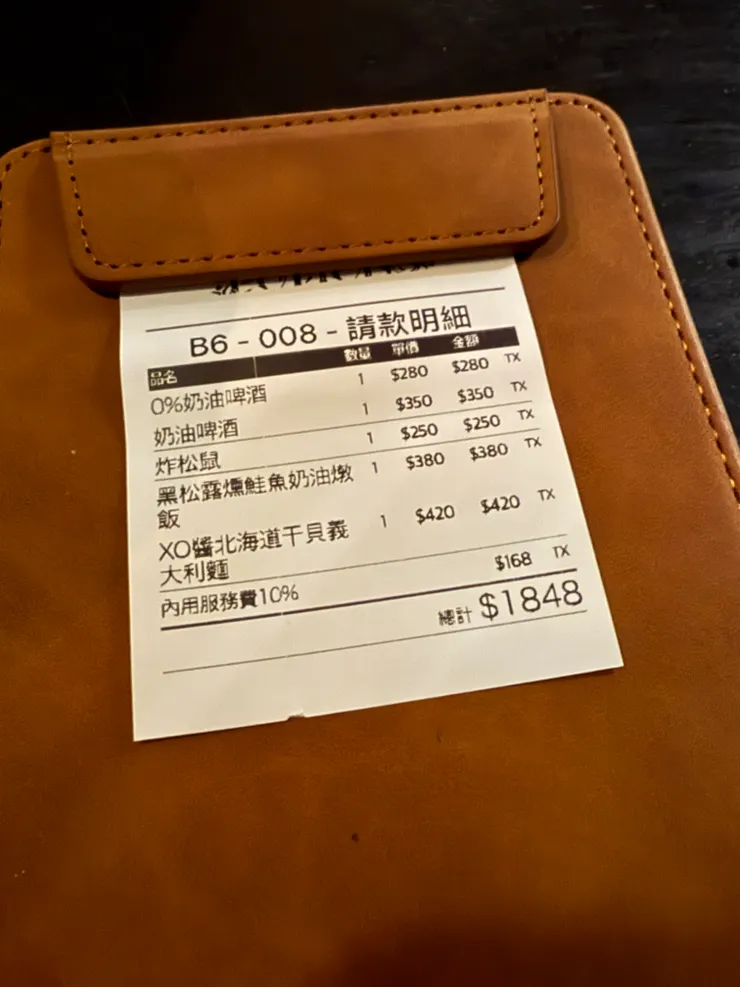 B6 - 008 - 請款明細
品名 數量 單價 金額
0%奶油啤酒 1 $280 $280 TX
奶油啤酒 1 $350 $350 TX
炸松鼠 1 $250 $250 TX
黑松露燻鮭魚奶油燉 1 $380 $380 TX
飯
XO醬北海道干貝義 1 $420 $420 TX
大利麵
內用服務費10% $168 TX
總計 $1848